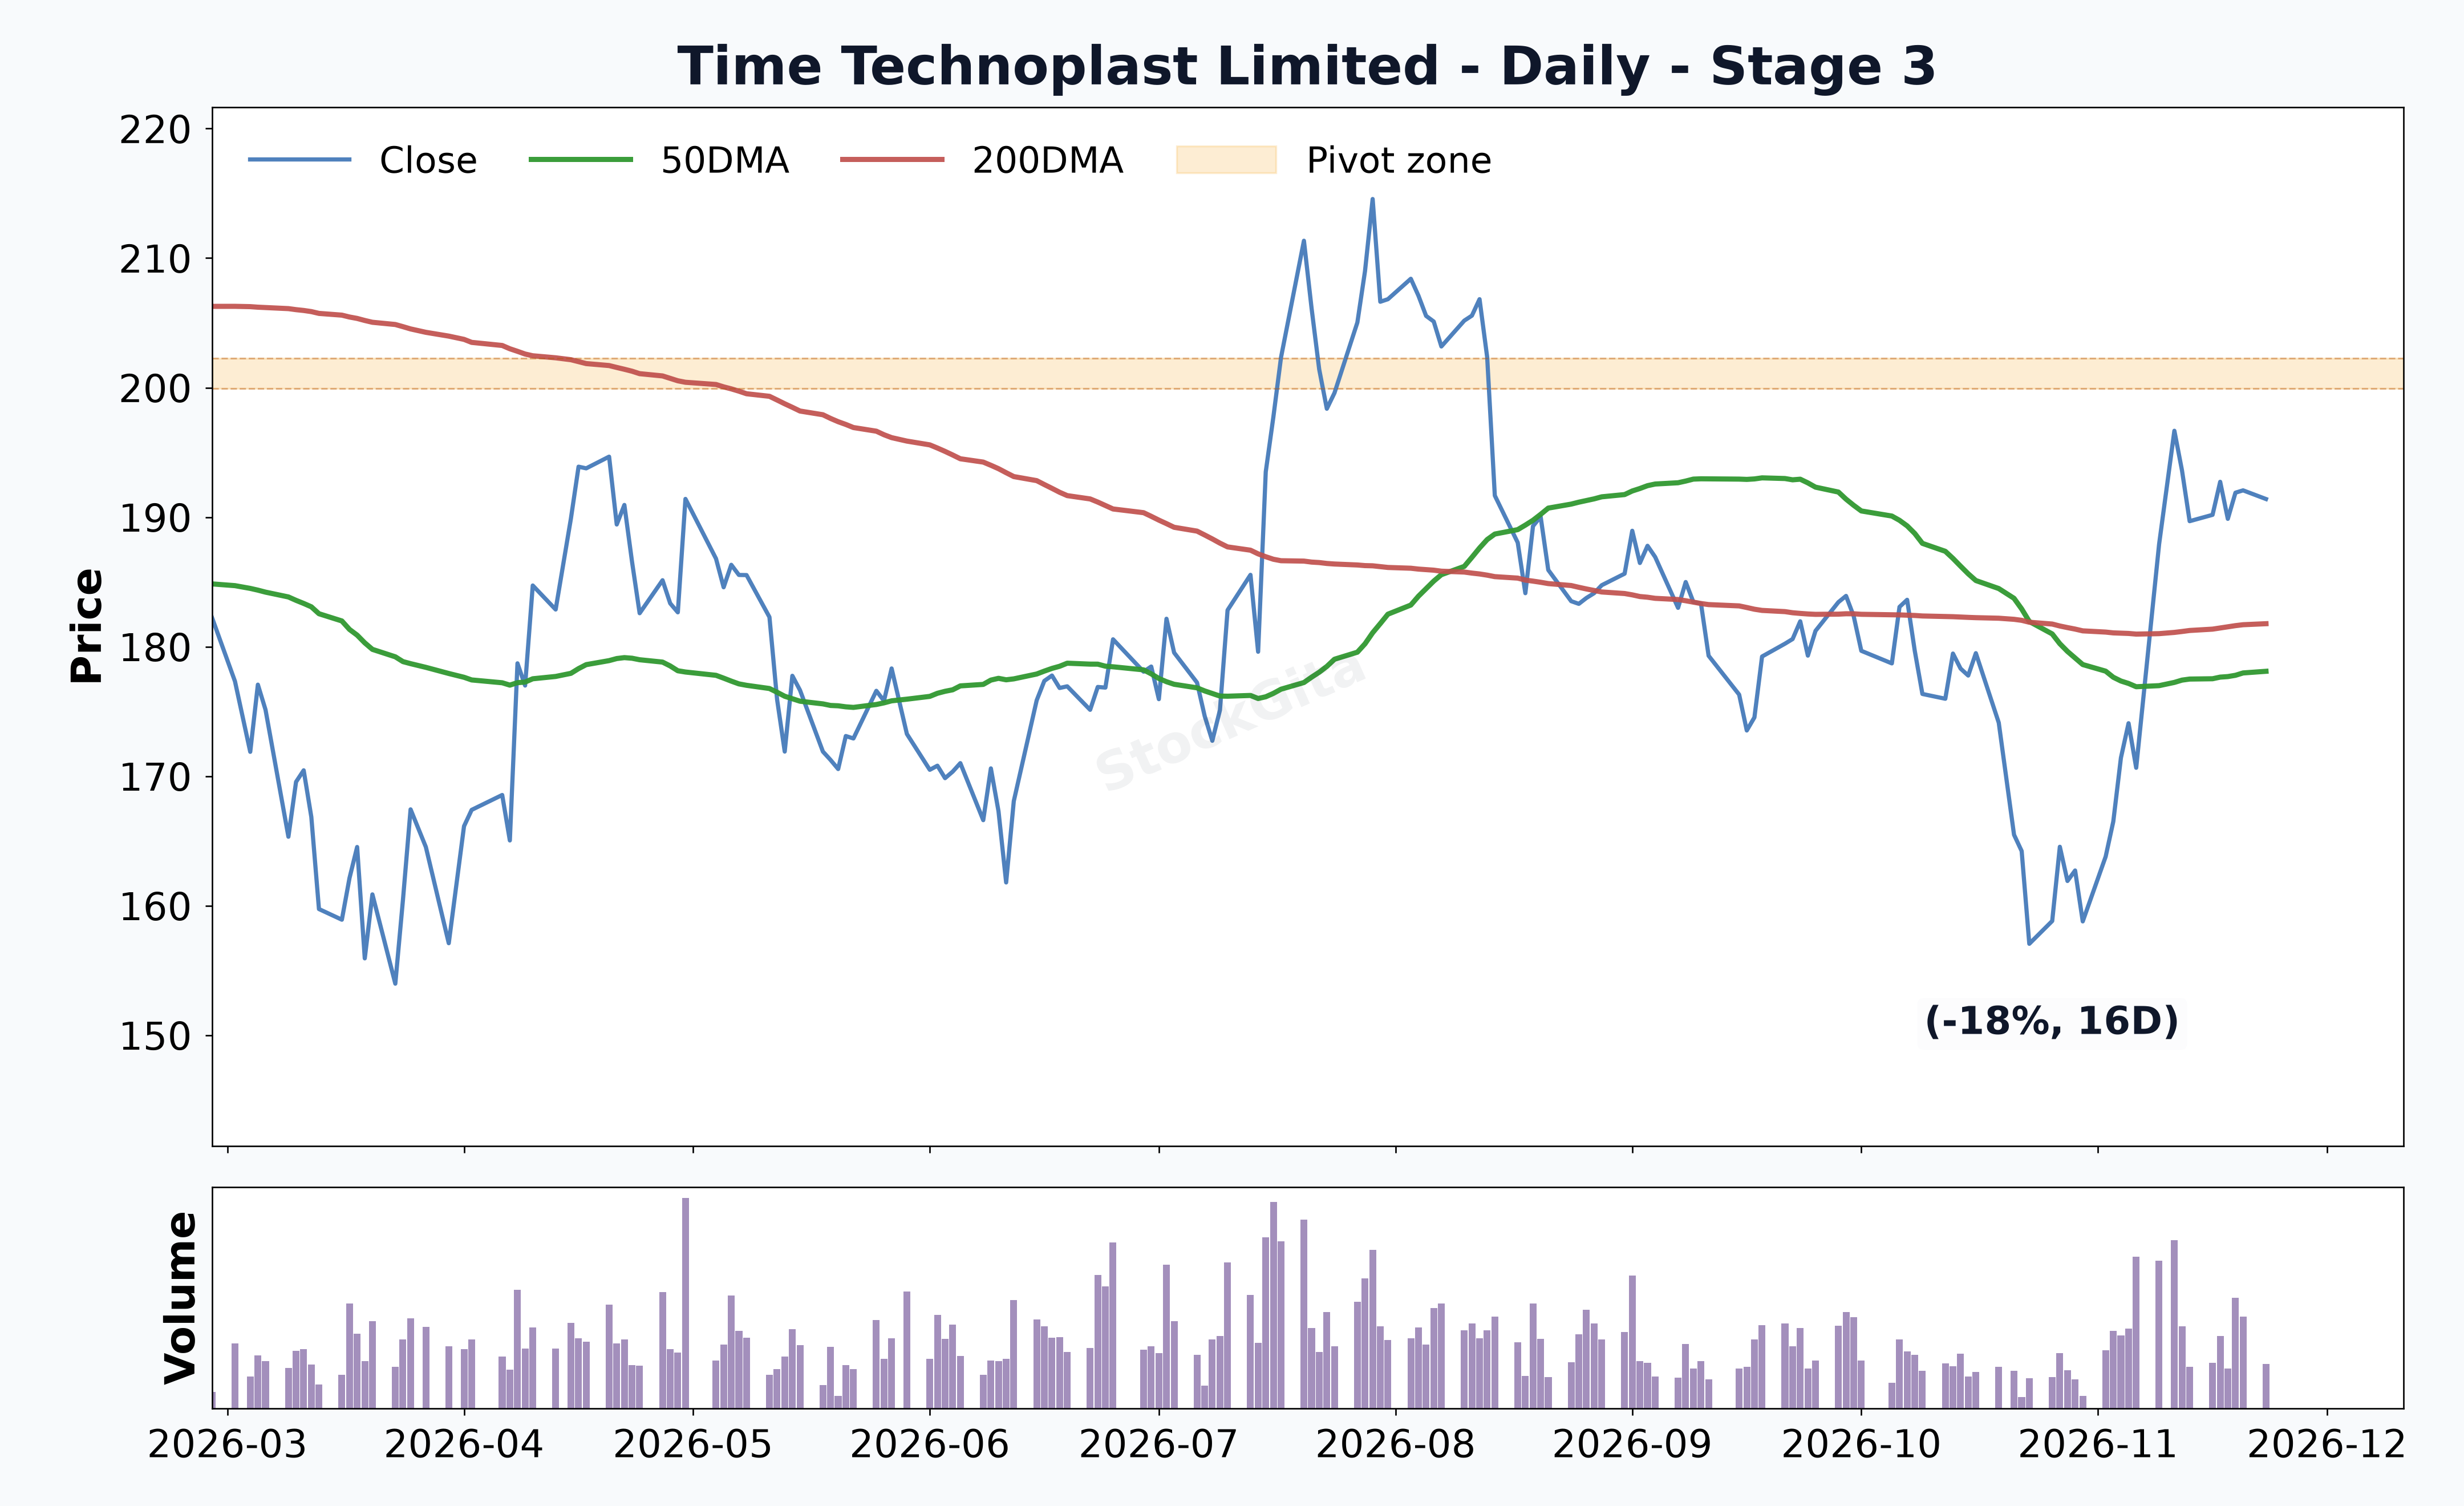 Time Technoplast Limited - Daily - Stage 3
Close 50DMA 200DMA Pivot zone
Price
220
210
200
190
180
170
160
150
StockGita
(-18%, 16D)
Volume
2026-03 2026-04 2026-05 2026-06 2026-07 2026-08 2026-09 2026-10 2026-11 2026-12